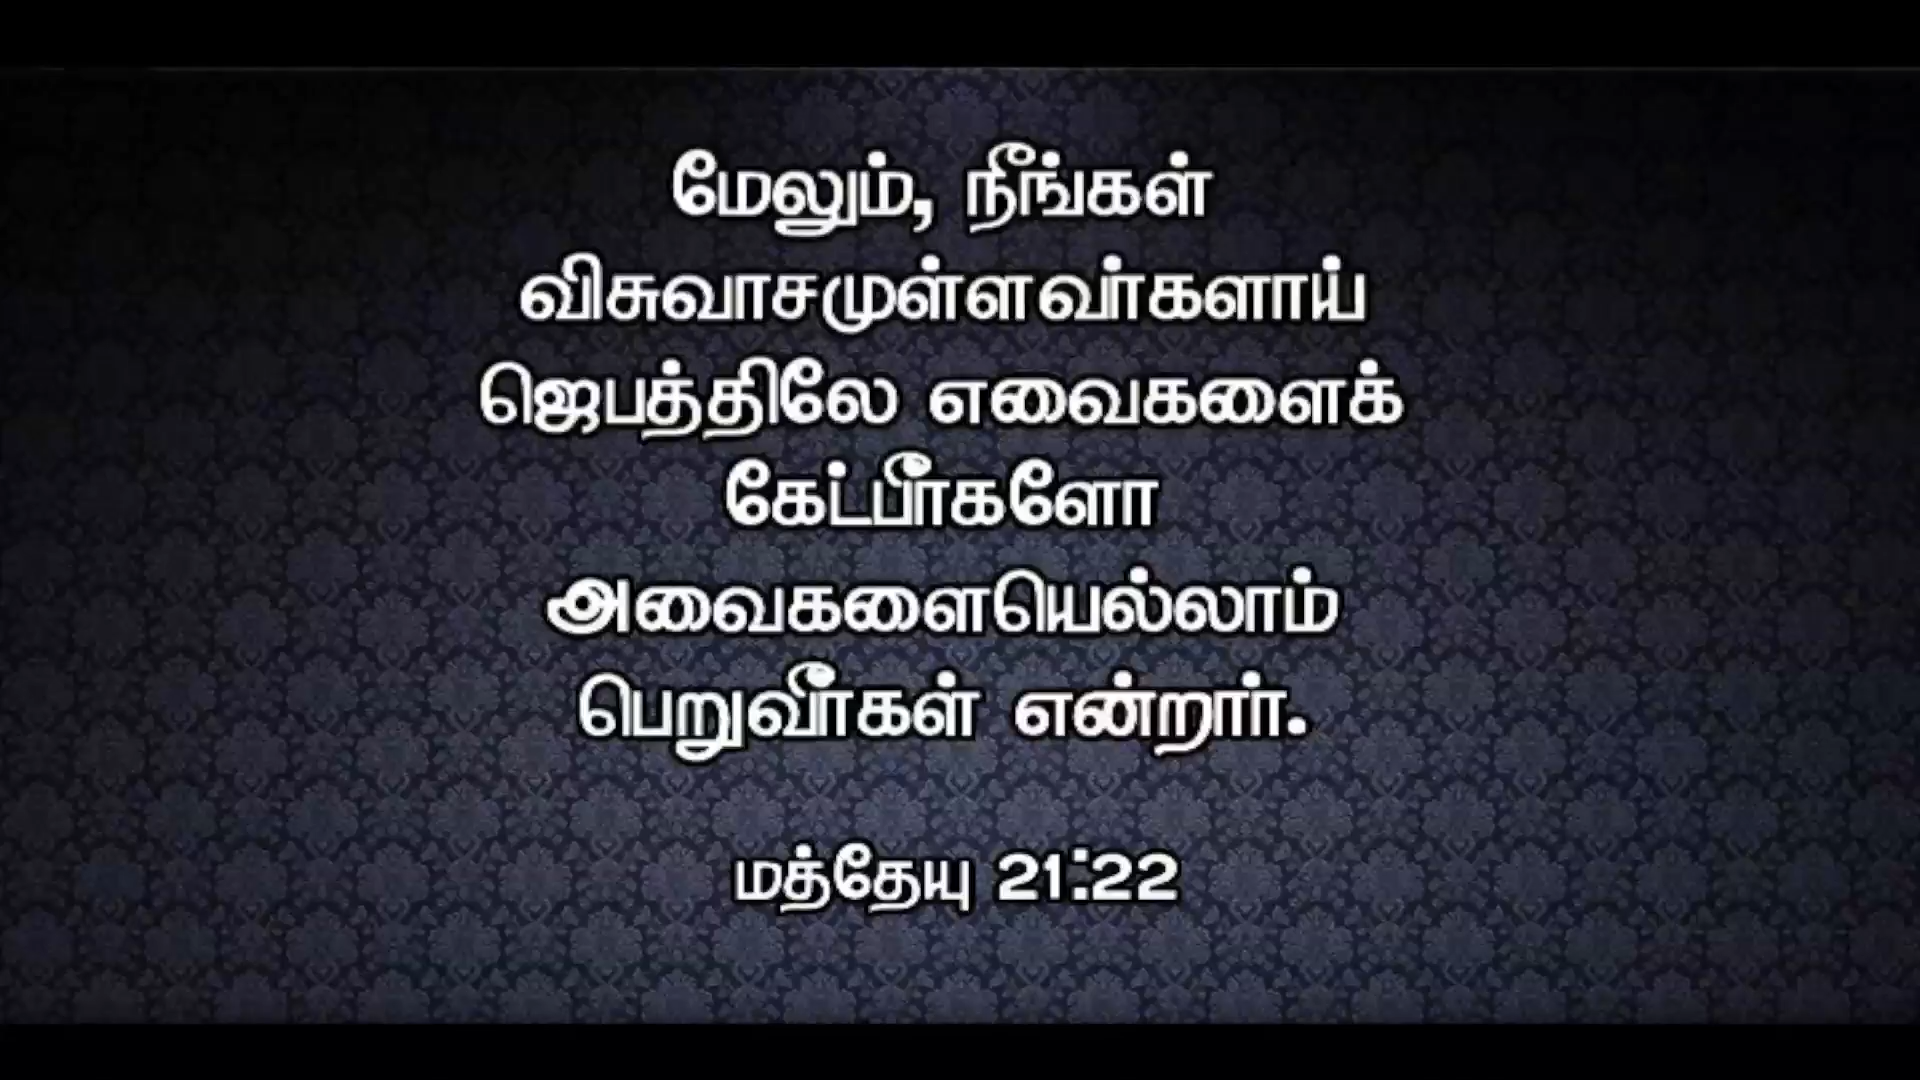 மேலும், நீங்கள்
விசுவாசமுள்ளவர்களாய்
ஜெபத்திலே எவைகளைக்
கேட்பீர்களோ
அவைகளையெல்லாம்
பெறுவீர்கள் என்றார்.
மத்தேயு 21:22